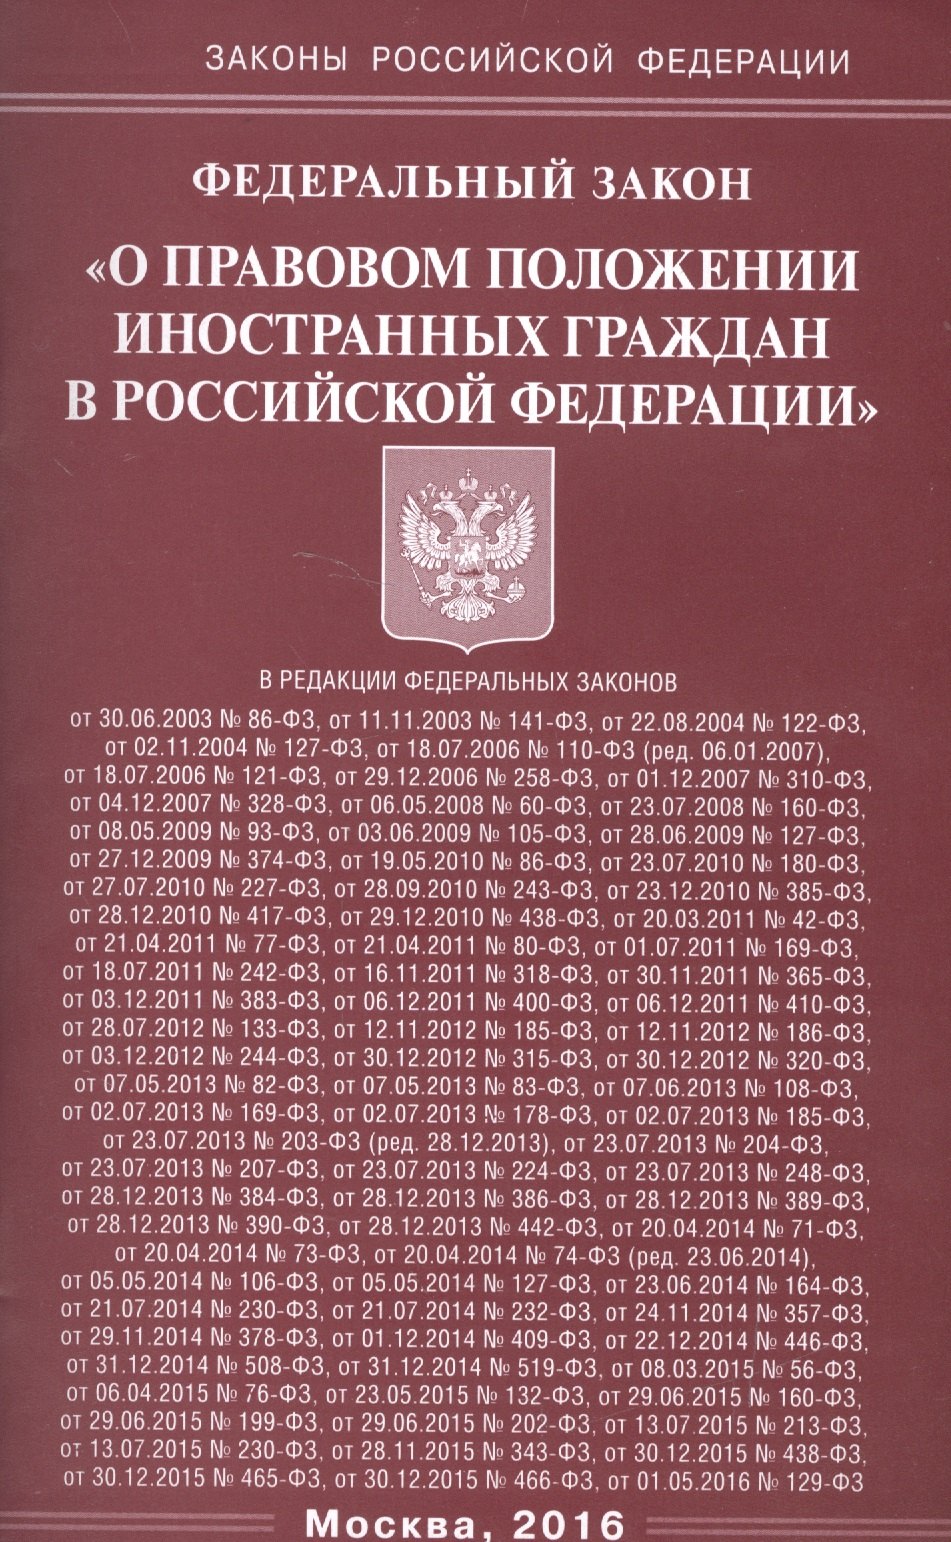 ЗАКОНЫ РОССИЙСКОЙ ФЕДЕРАЦИИ
ФЕДЕРАЛЬНЫЙ ЗАКОН
«О ПРАВОВОМ ПОЛОЖЕНИИ
ИНОСТРАННЫХ ГРАЖДАН
В РОССИЙСКОЙ ФЕДЕРАЦИИ»
В РЕДАКЦИИ ФЕДЕРАЛЬНЫХ ЗАКОНОВ
от 30.06.2003 № 86-ФЗ, от 11.11.2003 № 141-ФЗ, от 22.08.2004 № 122-ФЗ,
от 02.11.2004 № 127-ФЗ, от 18.07.2006 № 110-ФЗ (ред. 06.01.2007),
от 18.07.2006 № 121-ФЗ, от 29.12.2006 № 258-ФЗ, от 01.12.2007 № 310-ФЗ,
от 04.12.2007 № 328-ФЗ, от 06.05.2008 № 60-ФЗ, от 23.07.2008 № 160-ФЗ,
от 08.05.2009 № 93-ФЗ, от 03.06.2009 № 105-ФЗ, от 28.06.2009 № 127-ФЗ,
от 27.12.2009 № 374-ФЗ, от 19.05.2010 № 86-ФЗ, от 23.07.2010 № 180-ФЗ,
от 27.07.2010 № 227-ФЗ, от 28.09.2010 № 243-ФЗ, от 23.12.2010 № 385-ФЗ,
от 28.12.2010 № 417-ФЗ, от 29.12.2010 № 438-ФЗ, от 20.03.2011 № 42-ФЗ,
от 21.04.2011 № 77-ФЗ, от 21.04.2011 № 80-ФЗ, от 01.07.2011 № 169-ФЗ,
от 18.07.2011 № 242-ФЗ, от 16.11.2011 № 318-ФЗ, от 30.11.2011 № 365-ФЗ,
от 03.12.2011 № 383-ФЗ, от 06.12.2011 № 400-ФЗ, от 06.12.2011 № 410-ФЗ,
от 28.07.2012 № 133-ФЗ, от 12.11.2012 № 185-ФЗ, от 12.11.2012 № 186-ФЗ,
от 03.12.2012 № 244-ФЗ, от 30.12.2012 № 315-ФЗ, от 30.12.2012 № 320-ФЗ,
от 07.05.2013 № 82-ФЗ, от 07.05.2013 № 83-ФЗ, от 07.06.2013 № 108-ФЗ,
от 02.07.2013 № 169-ФЗ, от 02.07.2013 № 178-ФЗ, от 02.07.2013 № 185-ФЗ,
от 23.07.2013 № 203-ФЗ (ред. 28.12.2013), от 23.07.2013 № 204-ФЗ,
от 23.07.2013 № 207-ФЗ, от 23.07.2013 № 224-ФЗ, от 23.07.2013 № 248-ФЗ,
от 28.12.2013 № 384-ФЗ, от 28.12.2013 № 386-ФЗ, от 28.12.2013 № 389-ФЗ,
от 28.12.2013 № 390-ФЗ, от 28.12.2013 № 442-ФЗ, от 20.04.2014 № 71-ФЗ,
от 20.04.2014 № 73-ФЗ, от 20.04.2014 № 74-ФЗ (ред. 23.06.2014),
от 05.05.2014 № 106-ФЗ, от 05.05.2014 № 127-ФЗ, от 23.06.2014 № 164-ФЗ,
от 21.07.2014 № 230-ФЗ, от 21.07.2014 № 232-ФЗ, от 24.11.2014 № 357-ФЗ,
от 29.11.2014 № 378-ФЗ, от 01.12.2014 № 409-ФЗ, от 22.12.2014 № 446-ФЗ,
от 31.12.2014 № 508-ФЗ, от 31.12.2014 № 519-ФЗ, от 08.03.2015 № 56-ФЗ,
от 06.04.2015 № 76-ФЗ, от 23.05.2015 № 132-ФЗ, от 29.06.2015 № 160-ФЗ,
от 29.06.2015 № 199-ФЗ, от 29.06.2015 № 202-ФЗ, от 13.07.2015 № 213-ФЗ,
от 13.07.2015 № 230-ФЗ, от 28.11.2015 № 343-ФЗ, от 30.12.2015 № 438-ФЗ,
от 30.12.2015 № 465-ФЗ, от 30.12.2015 № 466-ФЗ, от 01.05.2016 № 129-ФЗ
Москва, 2016